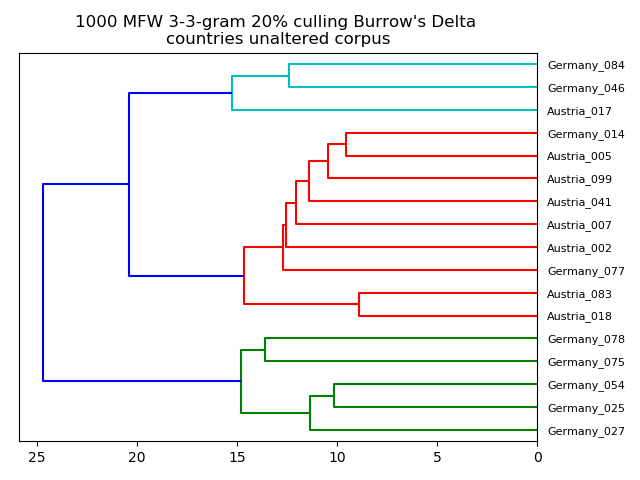 1000 MFW 3-3-gram 20% culling Burrow's Delta
countries unaltered corpus
Germany_084
Germany_046
Austria_017
Germany_014
Austria_005
Austria_099
Austria_041
Austria_007
Austria_002
Germany_077
Austria_083
Austria_018
Germany_078
Germany_075
Germany_054
Germany_025
Germany_027
25 20 15 10 5 0